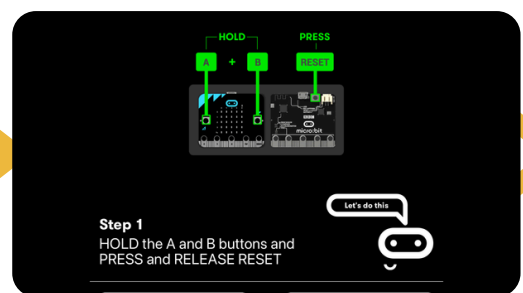 HOLD PRESS
A + B RESET
micro:bit
Let's do this
Step 1
HOLD the A and B buttons and
PRESS and RELEASE RESET